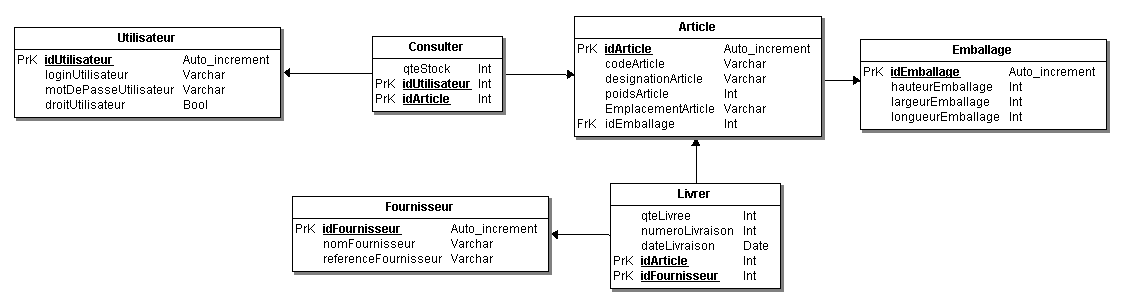 Utilisateur
PrK idUtilisateur Auto_increment
loginUtilisateur Varchar
motDePasseUtilisateur Varchar
droitUtilisateur Bool
Consulter
qteStock Int
PrK idUtilisateur Int
PrK idArticle Int
Article
PrK idArticle Auto_increment
codeArticle Varchar
designationArticle Varchar
poidsArticle Int
EmplacementArticle Varchar
FrK idEmballage Int
Emballage
PrK idEmballage Auto_increment
hauteurEmballage Int
largeurEmballage Int
longueurEmballage Int
Fournisseur
PrK idFournisseur Auto_increment
nomFournisseur Varchar
referenceFournisseur Varchar
Livrer
qteLivree Int
numeroLivraison Int
dateLivraison Date
PrK idArticle Int
PrK idFournisseur Int